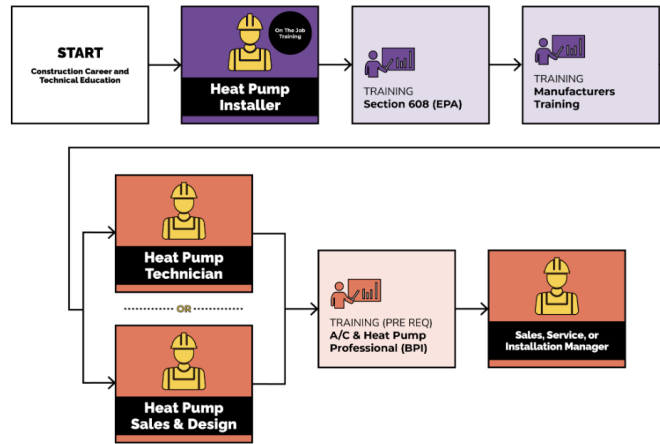 START
Construction Career and
Technical Education
On The Job
Training
Heat Pump
Installer
TRAINING
Section 608 (EPA)
TRAINING
Manufacturers
Training
Heat Pump
Technician
OR
Heat Pump
Sales & Design
TRAINING (PRE REQ)
A/C & Heat Pump
Professional (BPI)
Sales, Service, or
Installation Manager